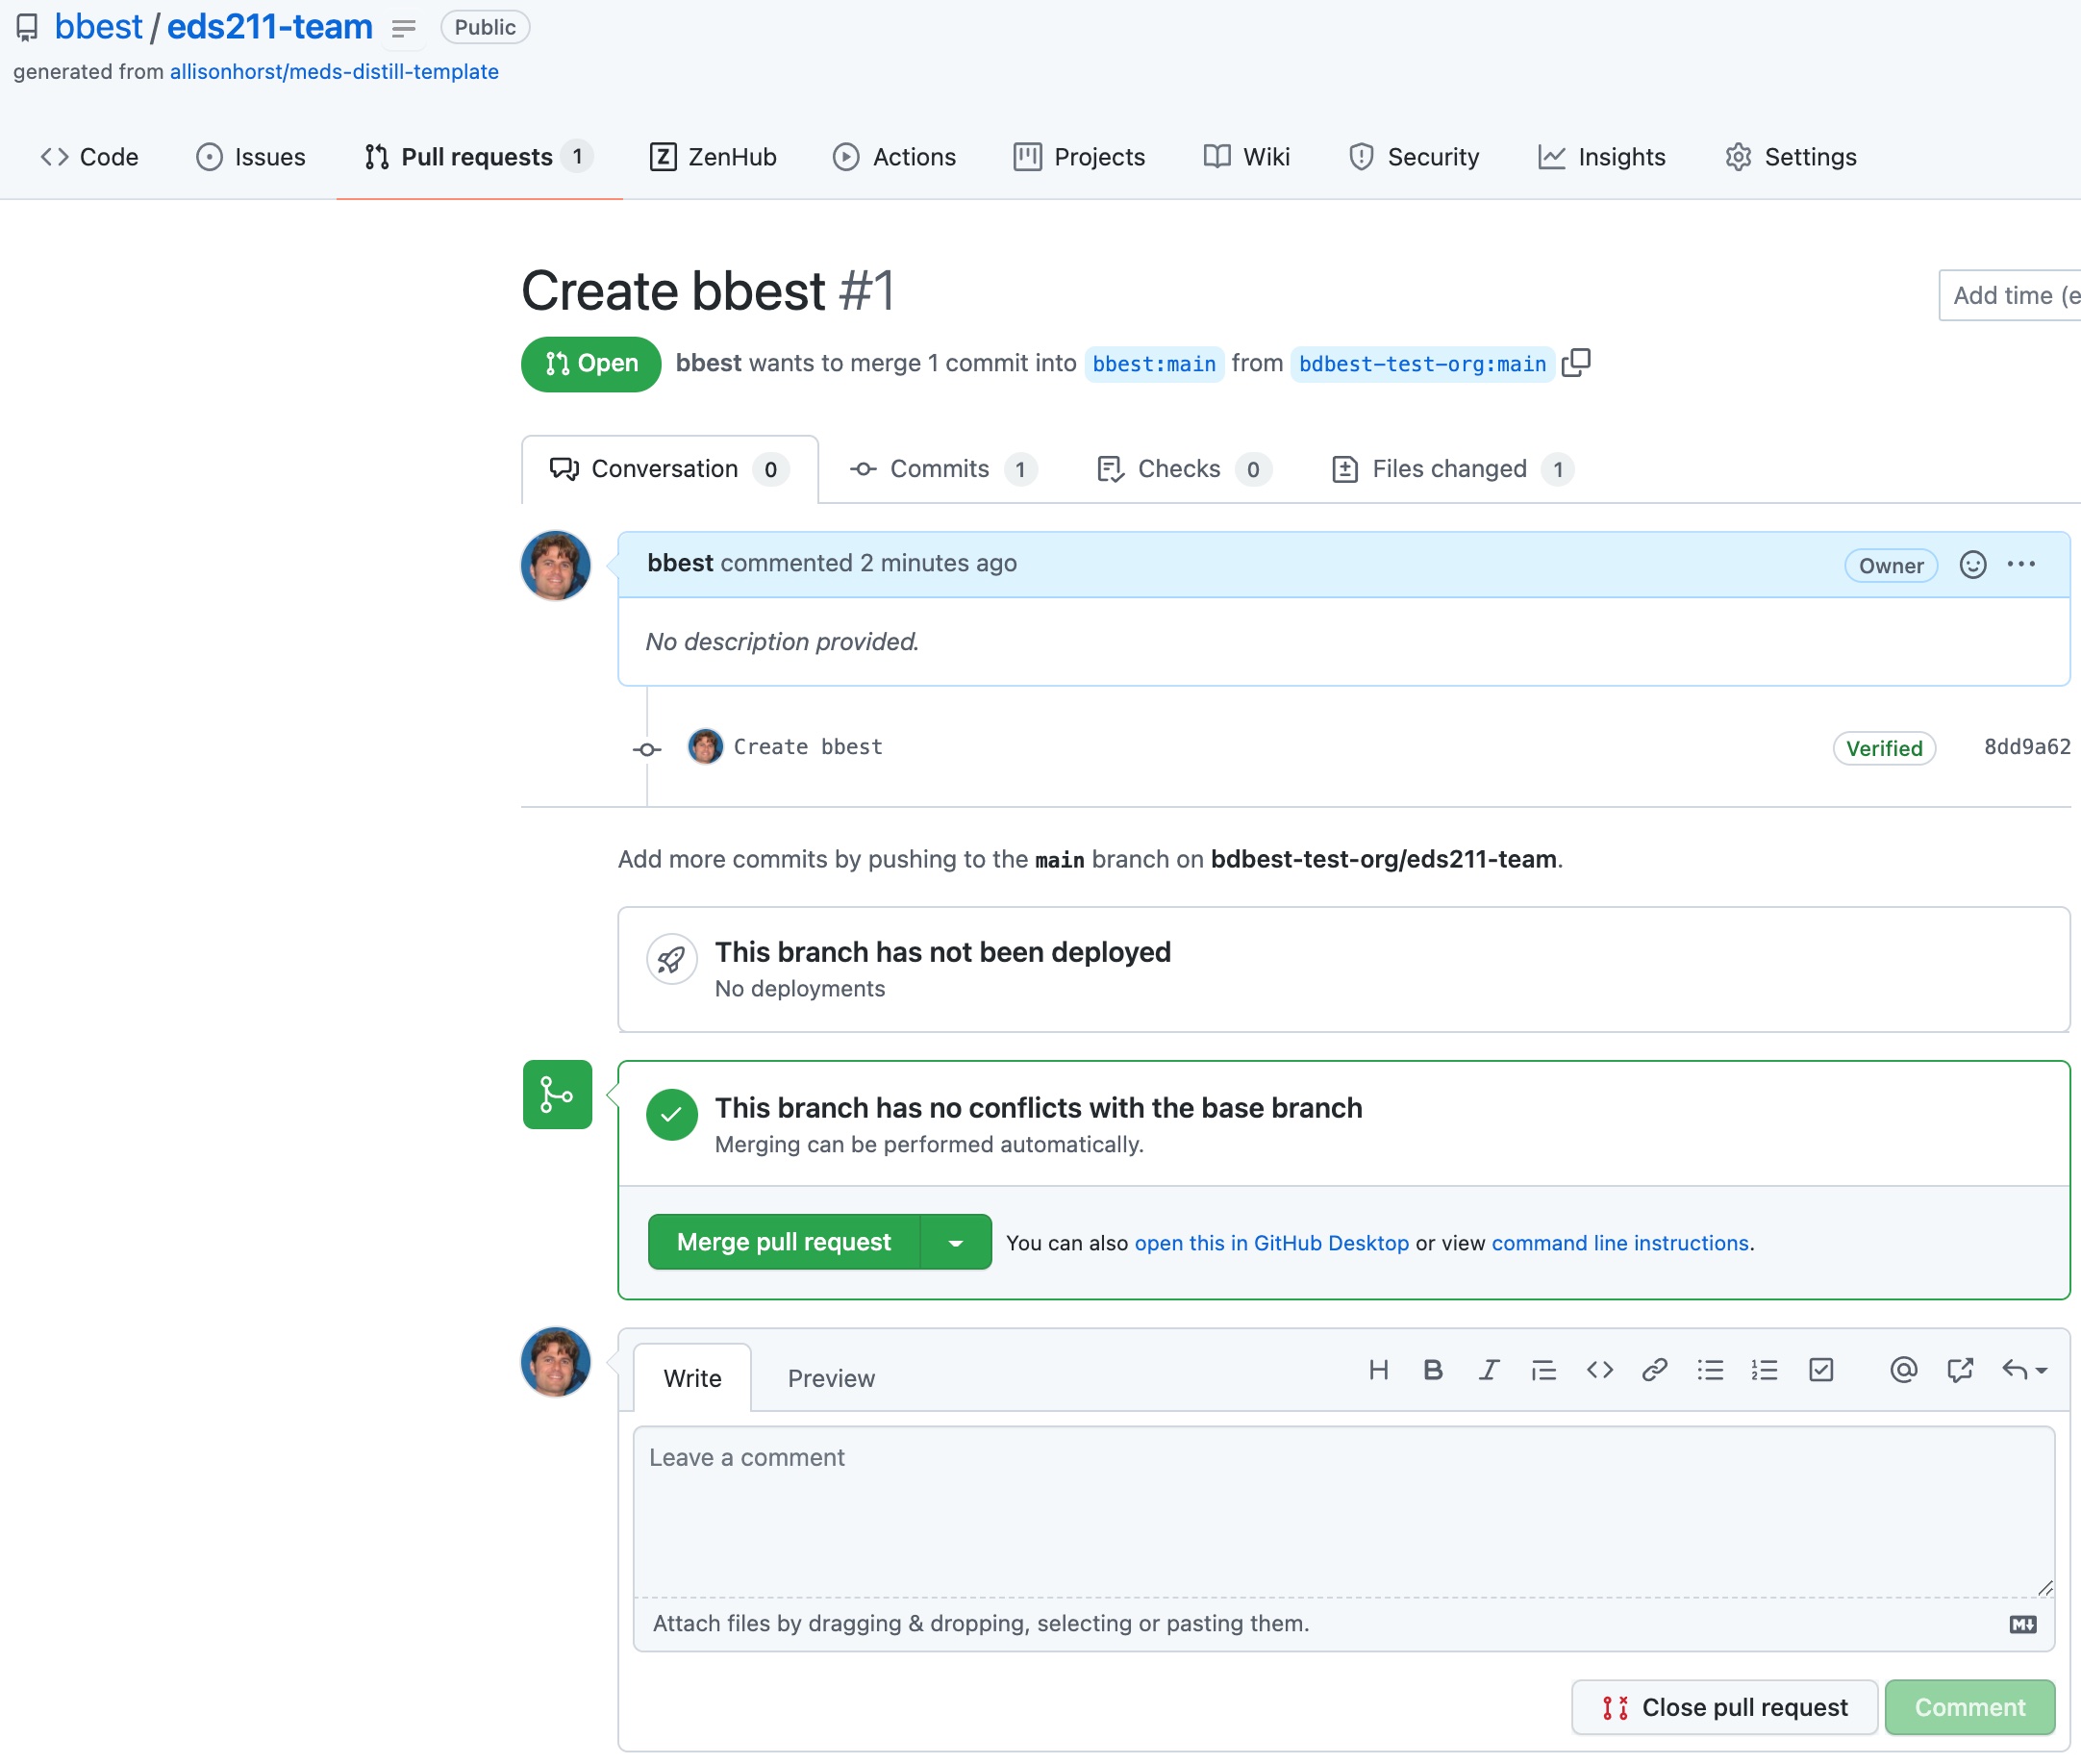 bbest / eds211-team Public
generated from allisonhorst/meds-distill-template
Code Issues Pull requests 1 ZenHub Actions Projects Wiki Security Insights Settings
Create bbest #1
Add time (e
Open bbest wants to merge 1 commit into bbest:main from bdbest-test-org:main
Conversation 0 Commits 1 Checks 0 Files changed 1
bbest commented 2 minutes ago Owner
No description provided.
Create bbest Verified 8dd9a62
Add more commits by pushing to the main branch on bdbest-test-org/eds211-team.
This branch has not been deployed
No deployments
This branch has no conflicts with the base branch
Merging can be performed automatically.
Merge pull request You can also open this in GitHub Desktop or view command line instructions.
Write Preview
Leave a comment
Attach files by dragging & dropping, selecting or pasting them.
Close pull request Comment